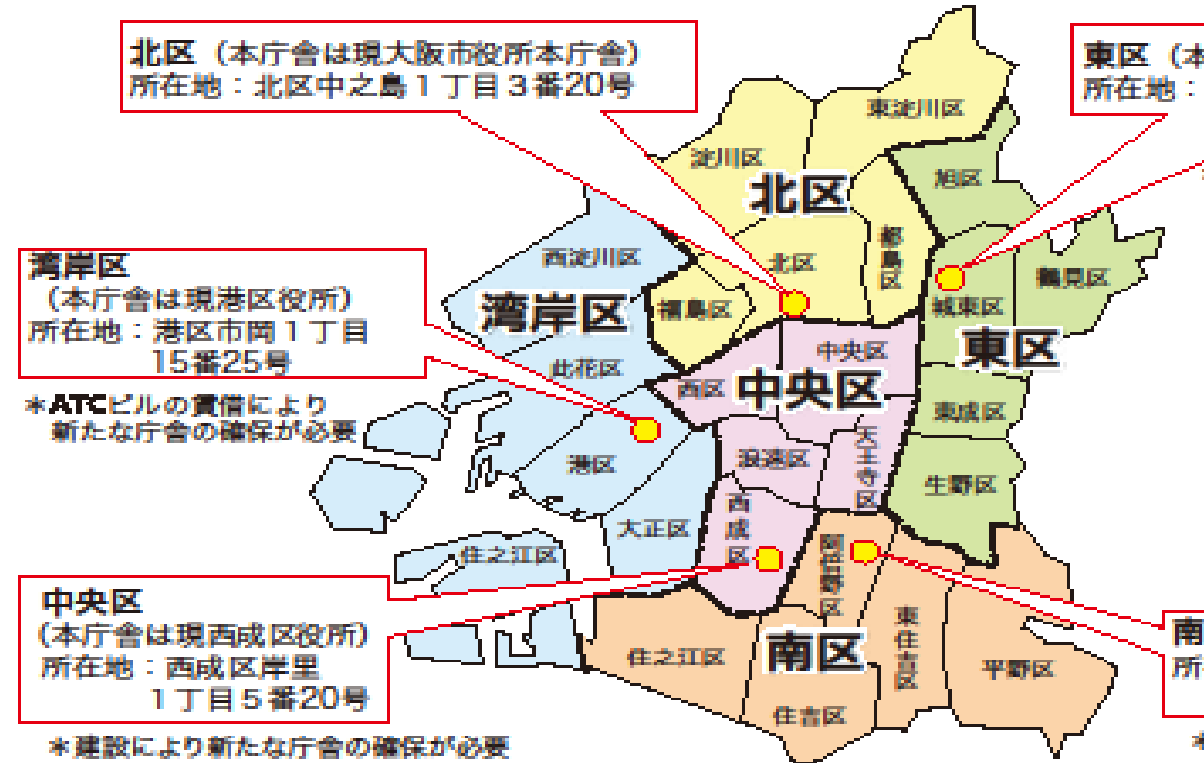 北区（本庁舎は現大阪市役所本庁舎）
所在地：北区中之島１丁目３番20号
東区（本
所在地：
湾岸区
（本庁舎は現港区役所）
所在地：港区市岡１丁目
15番25号
＊ATCビルの賃借により
新たな庁舎の確保が必要
中央区
（本庁舎は現西成区役所）
所在地：西成区岸里
１丁目５番20号
＊建設により新たな庁舎の確保が必要
南
所
＊
東淀川区
淀川区
北区
旭区
都島区
北区
西淀川区
湾岸区
福島区
城東区
鶴見区
東区
中央区
此花区
西区
中央区
東成区
天王寺区
浪速区
港区
生野区
西成区
大正区
阿倍野区
住之江区
東住吉区
南区
住之江区
平野区
住吉区